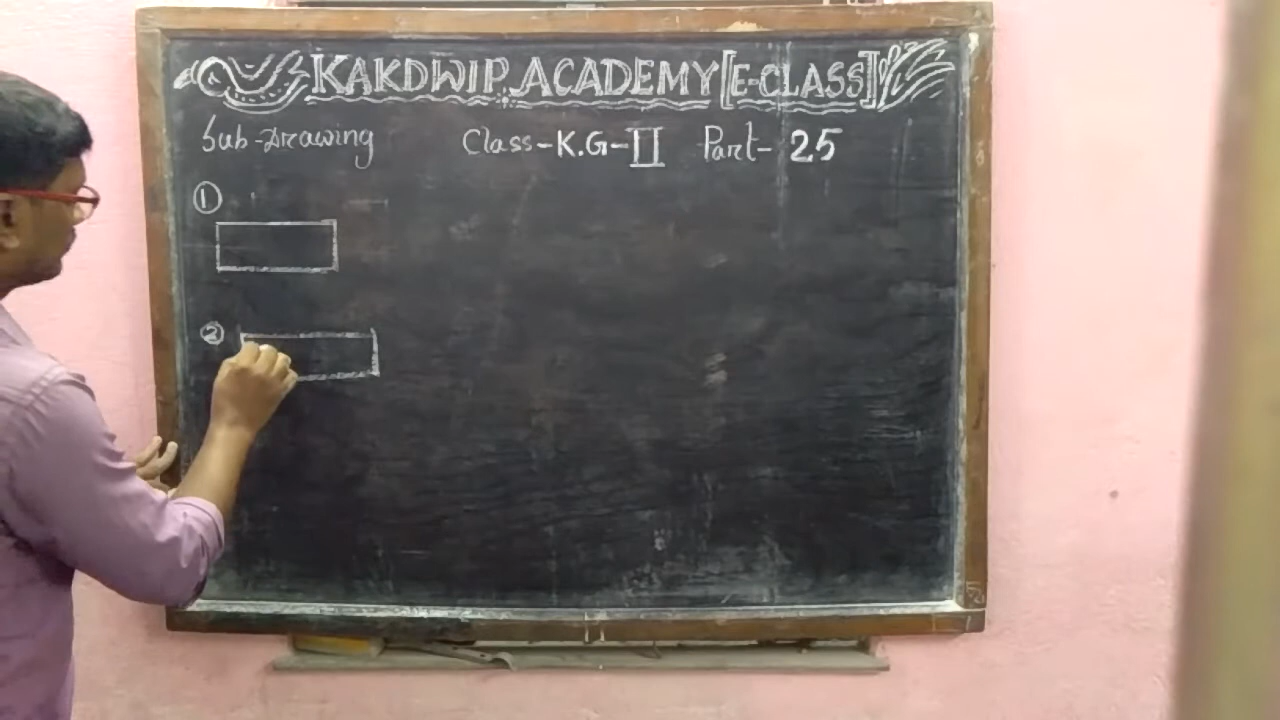 KAKDWIP ACADEMY [E-CLASS]
Sub-Drawing Class-K.G-II Part-25
①
②